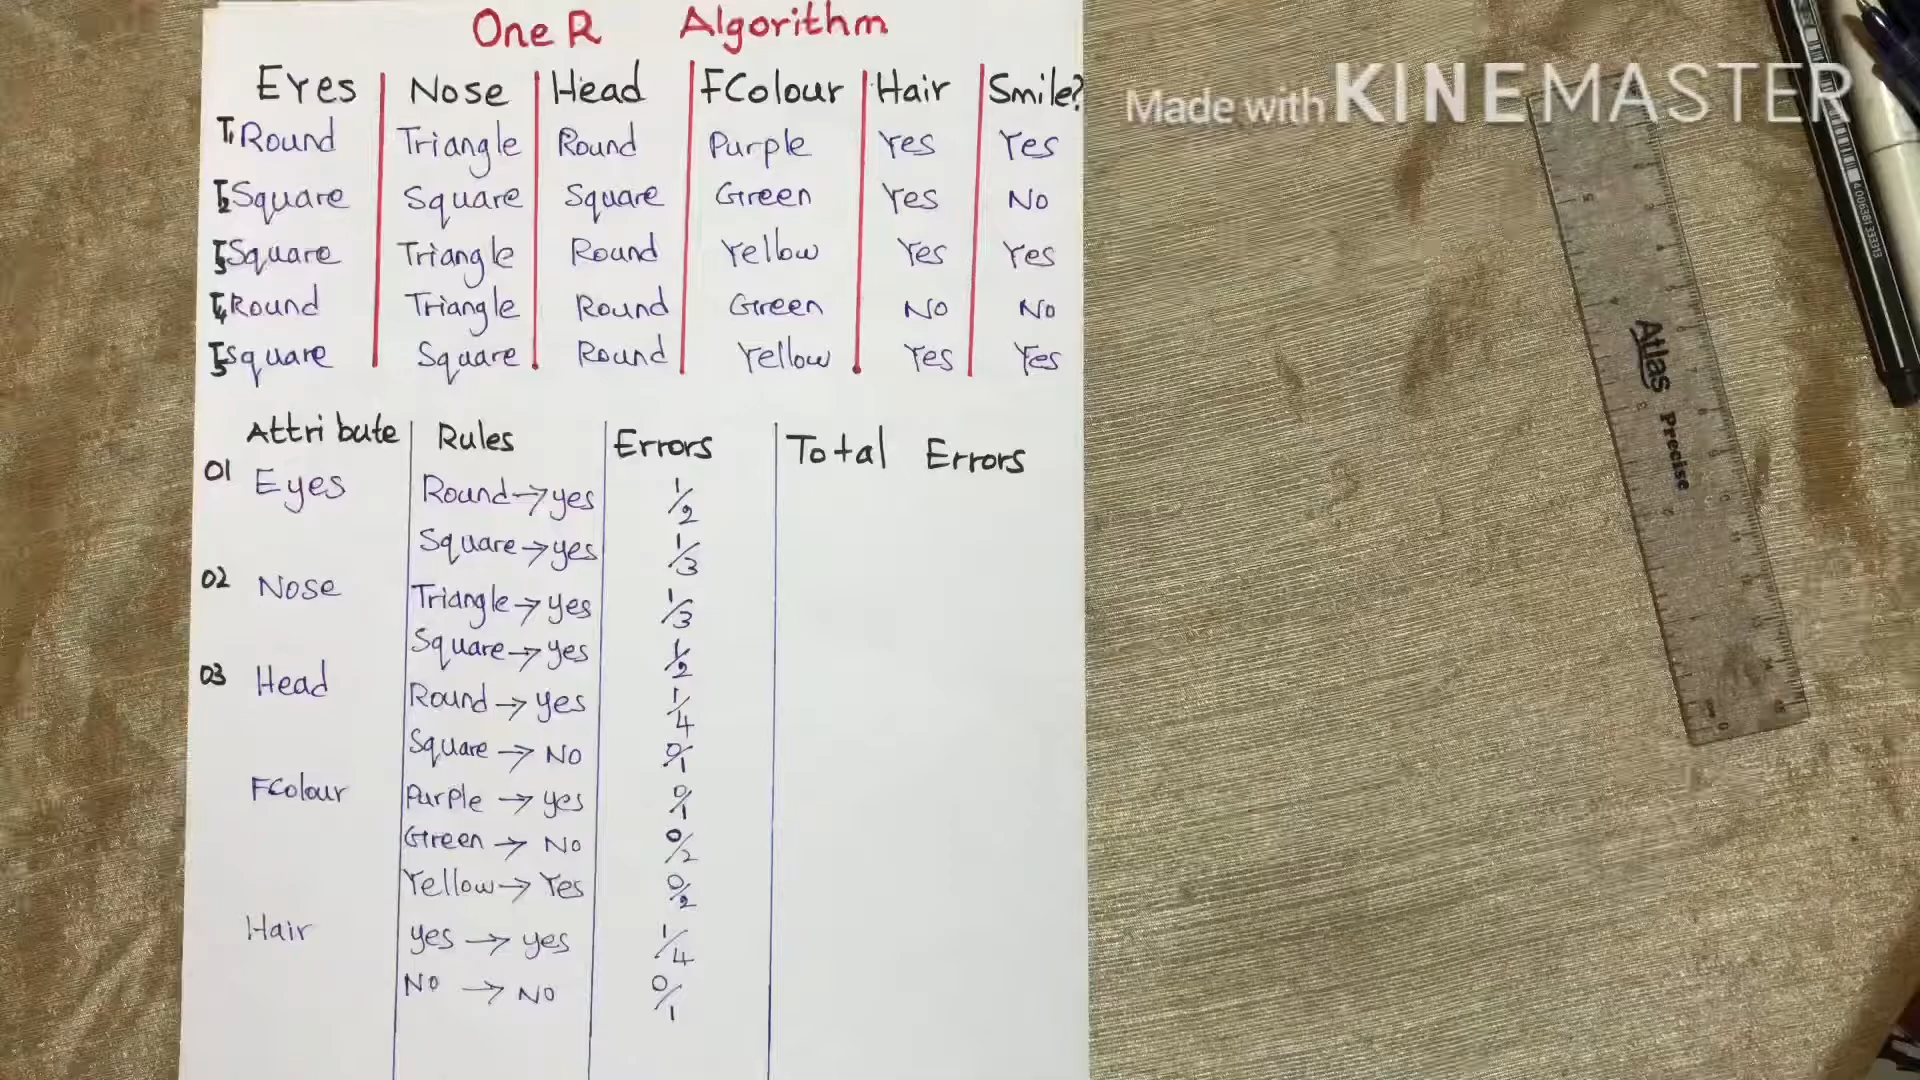 One R Algorithm
Eyes Nose Head FColour Hair Smile?
T1 Round Triangle Round Purple Yes Yes
T2 Square Square Square Green Yes No
T3 Square Triangle Round Yellow Yes Yes
T4 Round Triangle Round Green No No
T5 Square Square Round Yellow Yes Yes
Attribute Rules Errors Total Errors
01 Eyes Round → yes 1/2
Square → yes 1/3
02 Nose Triangle → yes 1/3
Square → yes 1/2
03 Head Round → yes 1/4
Square → No 0/1
FColour Purple → yes 0/1
Green → No 0/2
Yellow → Yes 0/2
Hair yes → yes 1/4
No → No 0/1
Made with KINEMASTER
Atlas Precise